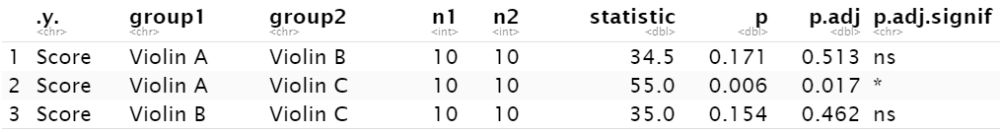 .y. group1 group2 n1 n2 statistic p p.adj p.adj.signif
<chr> <chr> <chr> <int> <int> <dbl> <dbl> <dbl> <chr>
1 Score Violin A Violin B 10 10 34.5 0.171 0.513 ns
2 Score Violin A Violin C 10 10 55.0 0.006 0.017 *
3 Score Violin B Violin C 10 10 35.0 0.154 0.462 ns